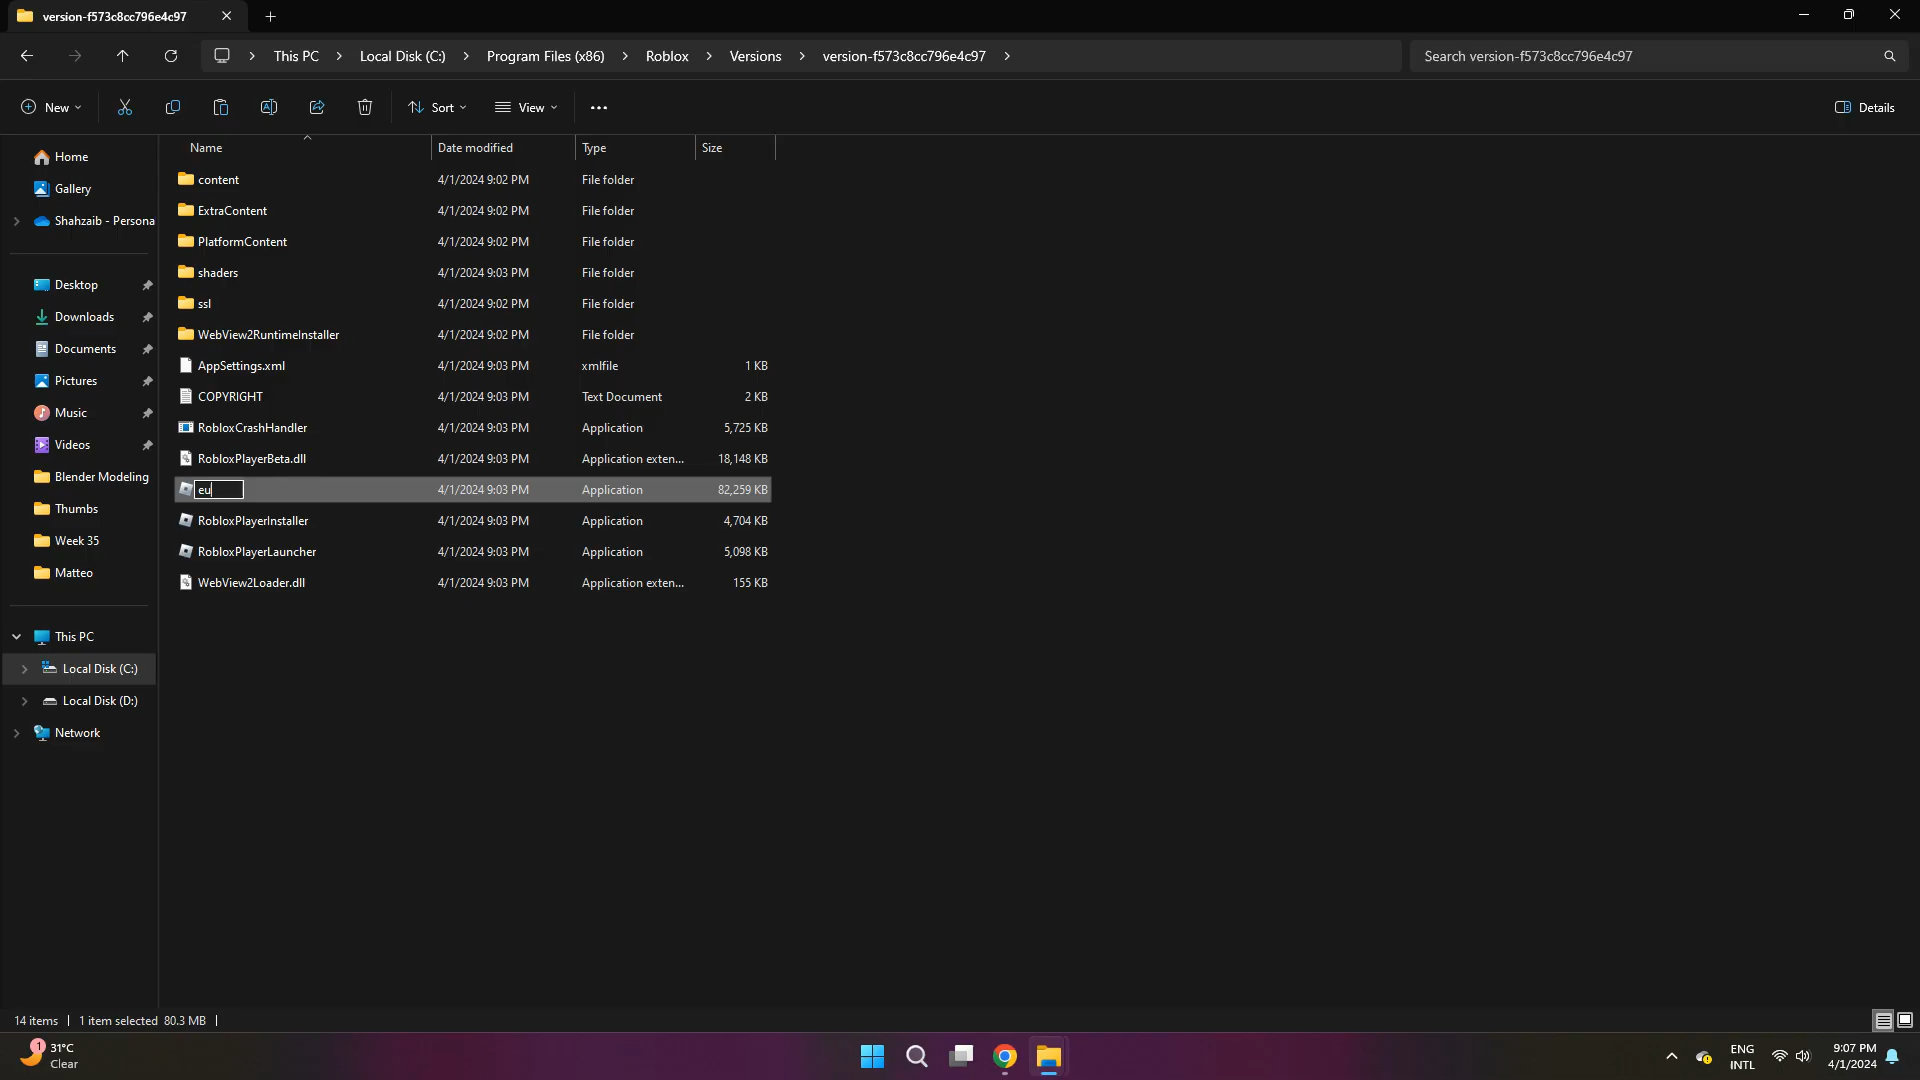 version-f573c8cc796e4c97
This PC
Local Disk (C:)
Program Files (x86)
Roblox
Versions
version-f573c8cc796e4c97
Search version-f573c8cc796e4c97
New
Sort
View
Details
Name
Date modified
Type
Size
Home
Gallery
Shahzaib - Persona
Desktop
Downloads
Documents
Pictures
Music
Videos
Blender Modeling
Thumbs
Week 35
Matteo
This PC
Local Disk (C:)
Local Disk (D:)
Network
content 4/1/2024 9:02 PM File folder
ExtraContent 4/1/2024 9:02 PM File folder
PlatformContent 4/1/2024 9:02 PM File folder
shaders 4/1/2024 9:03 PM File folder
ssl 4/1/2024 9:02 PM File folder
WebView2RuntimeInstaller 4/1/2024 9:02 PM File folder
AppSettings.xml 4/1/2024 9:03 PM xmlfile 1 KB
COPYRIGHT 4/1/2024 9:03 PM Text Document 2 KB
RobloxCrashHandler 4/1/2024 9:03 PM Application 5,725 KB
RobloxPlayerBeta.dll 4/1/2024 9:03 PM Application exten... 18,148 KB
eu 4/1/2024 9:03 PM Application 82,259 KB
RobloxPlayerInstaller 4/1/2024 9:03 PM Application 4,704 KB
RobloxPlayerLauncher 4/1/2024 9:03 PM Application 5,098 KB
WebView2Loader.dll 4/1/2024 9:03 PM Application exten... 155 KB
14 items
1 item selected 80.3 MB
1
31°C
Clear
ENG
INTL
9:07 PM
4/1/2024